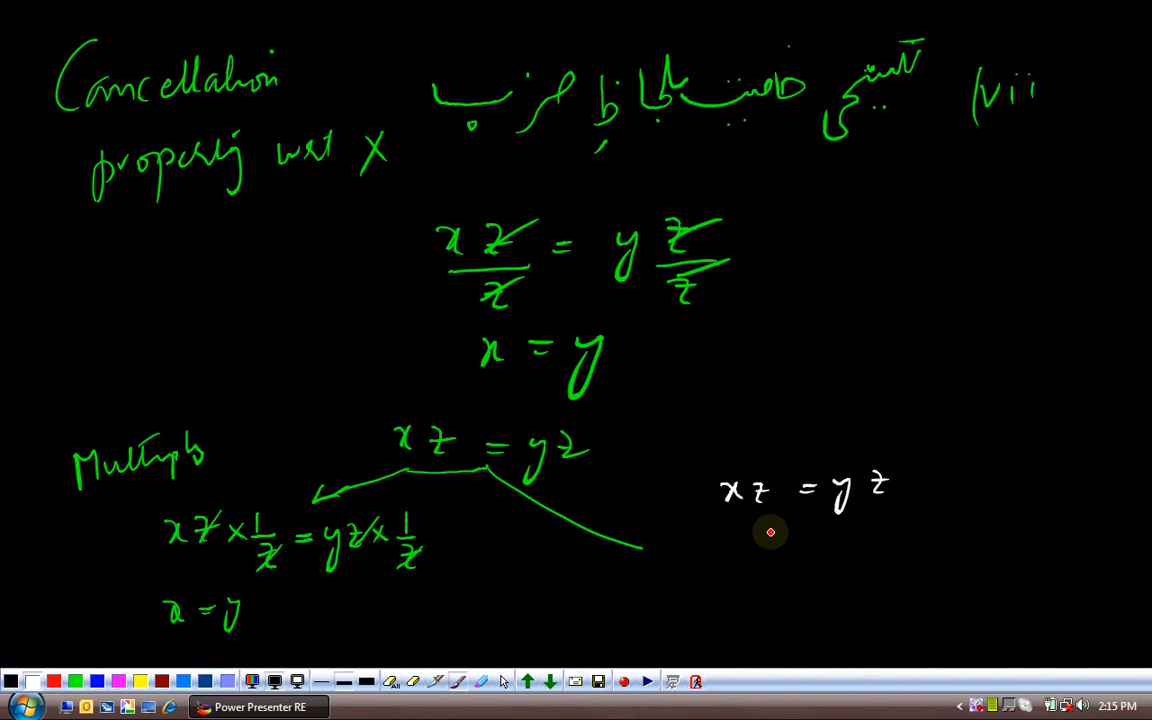 Cancellation تنسیخی خاصیت بلحاظ ضرب (vii
property wrt X
xz/z = y z/z
x = y
Multiply xz = yz
xz = yz
xz × 1/z = yz × 1/z
x = y
Power Presenter RE
2:15 PM